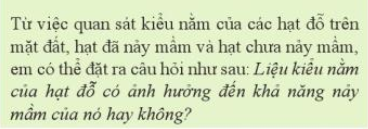 Từ việc quan sát kiểu nằm của các hạt đỗ trên
mặt đất, hạt đã nảy mầm và hạt chưa nảy mầm,
em có thể đặt ra câu hỏi như sau: Liệu kiểu nằm
của hạt đỗ có ảnh hưởng đến khả năng nảy
mầm của nó hay không?